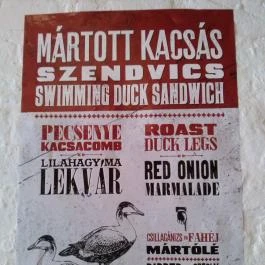 MÁRTOTT KACSÁS
SZENDVICS
SWIMMING DUCK SANDWICH
PECSENYE
KACSACOMB
LILAHAGYMA
LEKVÁR
ROAST
DUCK LEGS
RED ONION
MARMALADE
CSILLAGÁNIZS ÉS FAHÉJ
MÁRTÓLÉ